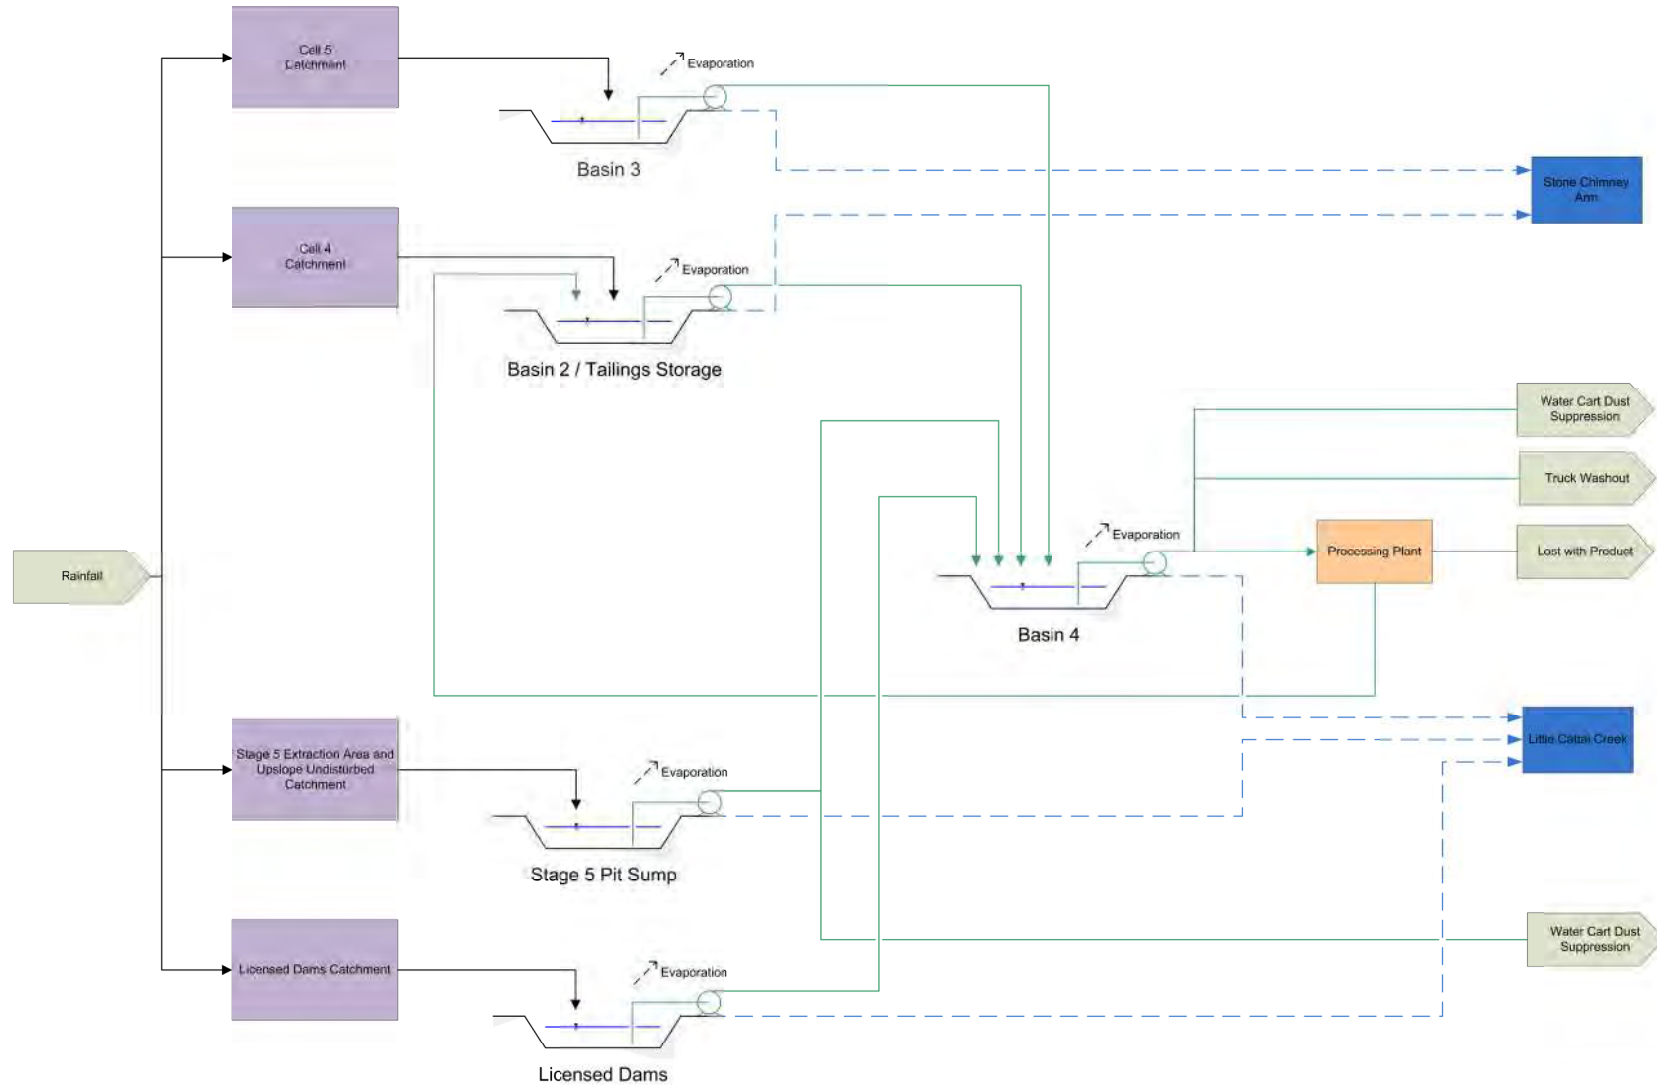 Cell 5
Catchment
Evaporation
Basin 3
Stone Chimney
Arm
Cell 4
Catchment
Evaporation
Basin 2 / Tailings Storage
Water Cart Dust
Suppression
Truck Washout
Evaporation
Processing Plant
Lost with Product
Rainfall
Basin 4
Stage 5 Extraction Area and
Upslope Undisturbed
Catchment
Evaporation
Little Cattai Creek
Stage 5 Pit Sump
Water Cart Dust
Suppression
Licensed Dams Catchment
Evaporation
Licensed Dams